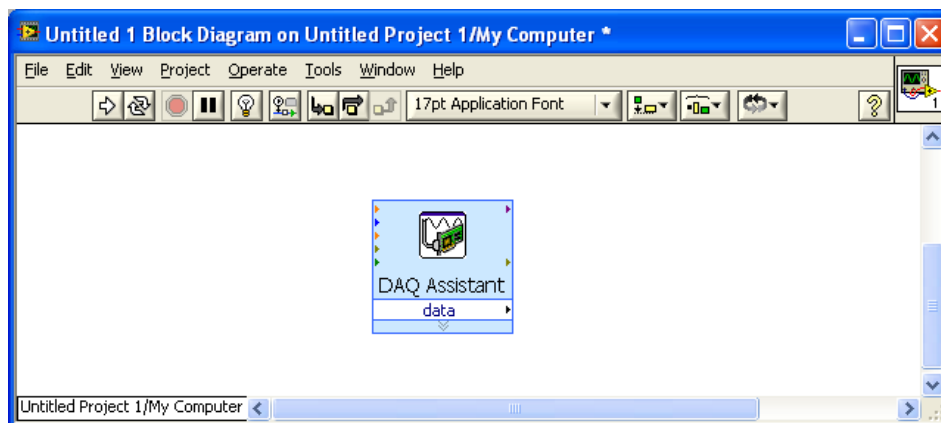 Untitled 1 Block Diagram on Untitled Project 1/My Computer *
File Edit View Project Operate Tools Window Help
17pt Application Font
1
DAQ Assistant
data
Untitled Project 1/My Computer